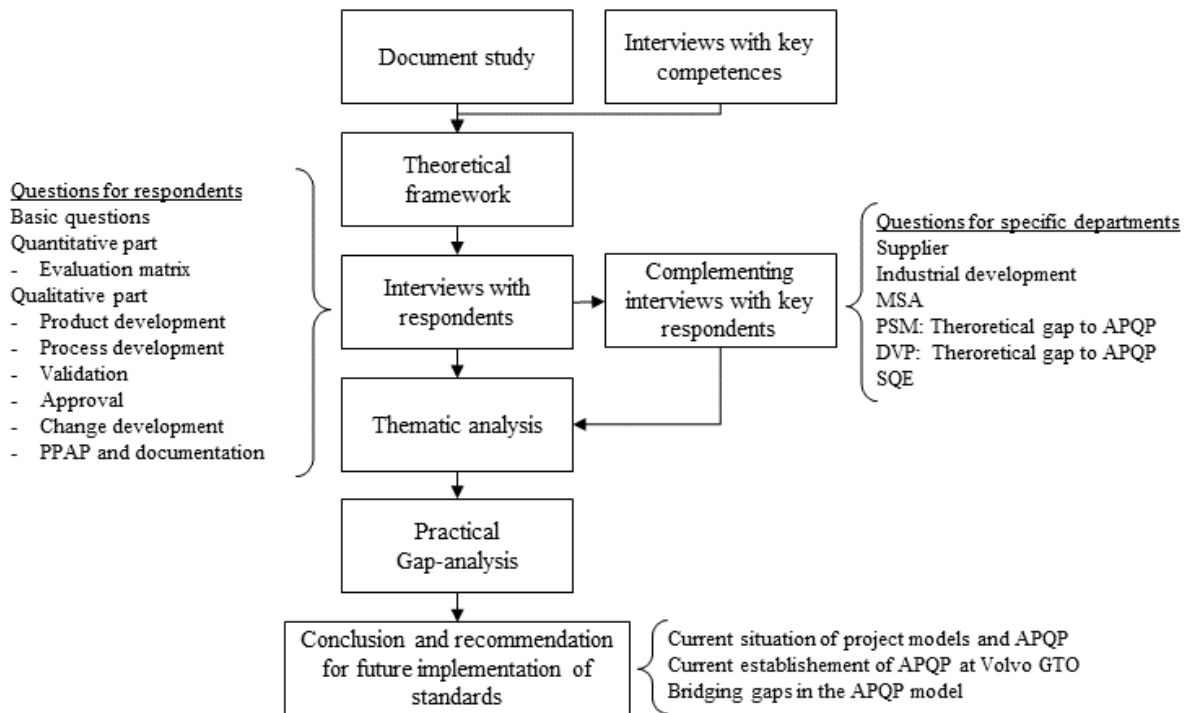 Document study
Interviews with key
competences
Theoretical
framework
Questions for respondents
Basic questions
Quantitative part
- Evaluation matrix
Qualitative part
- Product development
- Process development
- Validation
- Approval
- Change development
- PPAP and documentation
Interviews with
respondents
Complementing
interviews with key
respondents
Questions for specific departments
Supplier
Industrial development
MSA
PSM: Theroretical gap to APQP
DVP: Theroretical gap to APQP
SQE
Thematic analysis
Practical
Gap-analysis
Conclusion and recommendation
for future implementation of
standards
Current situation of project models and APQP
Current establishement of APQP at Volvo GTO
Bridging gaps in the APQP model